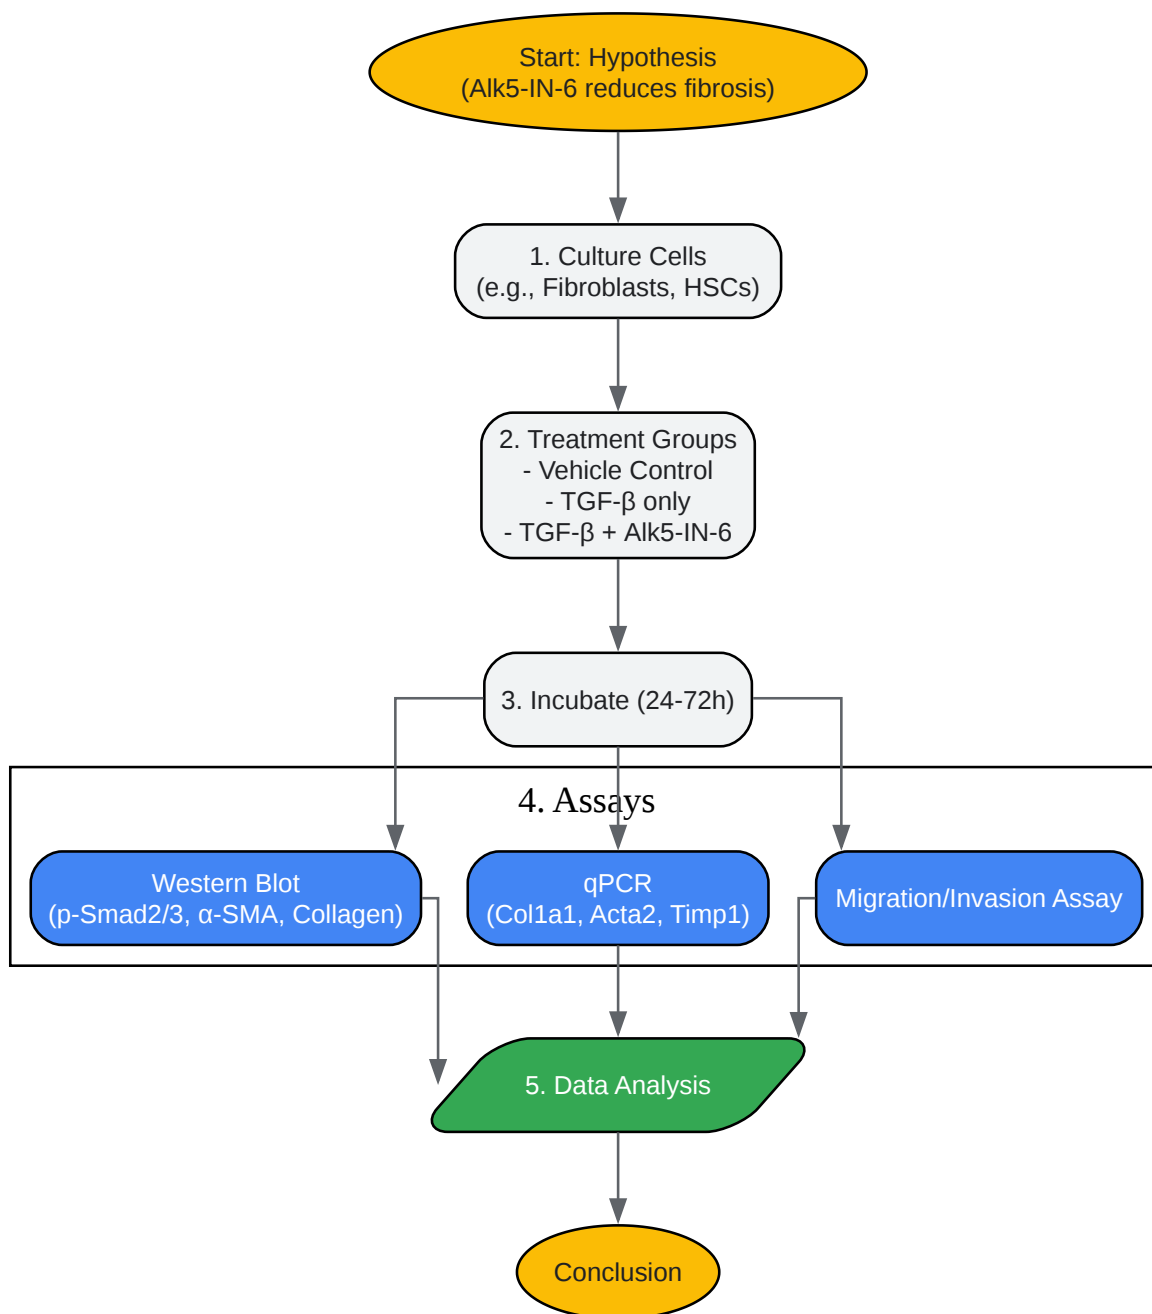 Start: Hypothesis
(Alk5-IN-6 reduces fibrosis)
1. Culture Cells
(e.g., Fibroblasts, HSCs)
2. Treatment Groups
- Vehicle Control
- TGF-β only
- TGF-β + Alk5-IN-6
3. Incubate (24-72h)
4. Assays
Western Blot
(p-Smad2/3, α-SMA, Collagen)
qPCR
(Col1a1, Acta2, Timp1)
Migration/Invasion Assay
5. Data Analysis
Conclusion